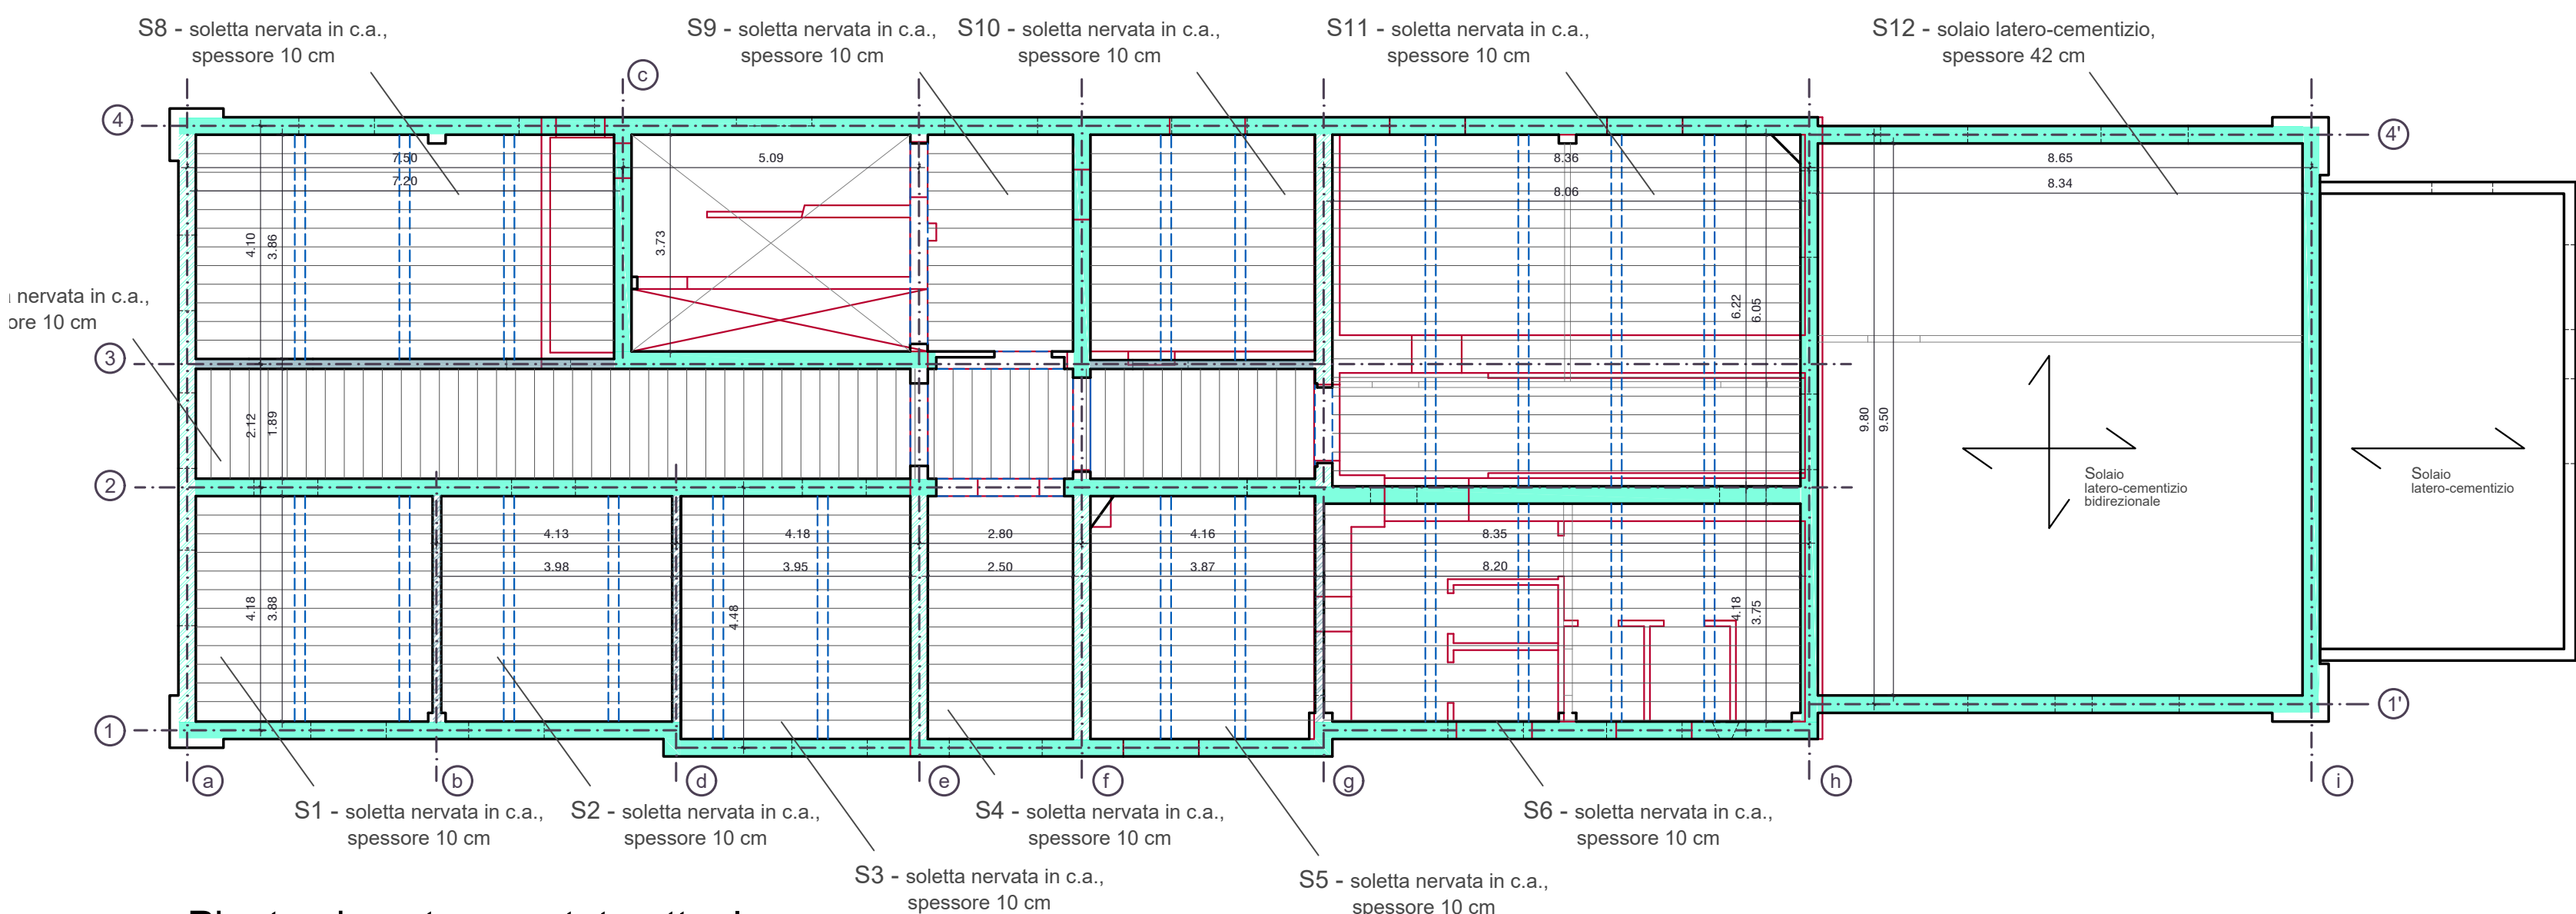 S8 - soletta nervata in c.a.,
spessore 10 cm
S9 - soletta nervata in c.a.,
spessore 10 cm
S10 - soletta nervata in c.a.,
spessore 10 cm
S11 - soletta nervata in c.a.,
spessore 10 cm
S12 - solaio latero-cementizio,
spessore 42 cm
c
4
4'
7.50
7.20
5.09
8.36
8.06
8.65
8.34
4.10
3.86
3.73
6.22
6.05
nervata in c.a.,
ore 10 cm
3
2.12
1.89
9.80
9.50
Solaio
latero-cementizio
bidirezionale
Solaio
latero-cementizio
2
4.13
3.98
4.18
3.95
2.80
2.50
4.16
3.87
8.35
8.20
4.18
3.88
4.48
4.18
3.75
1
1'
a
b
d
e
f
g
h
i
S1 - soletta nervata in c.a.,
spessore 10 cm
S2 - soletta nervata in c.a.,
spessore 10 cm
S4 - soletta nervata in c.a.,
spessore 10 cm
S6 - soletta nervata in c.a.,
spessore 10 cm
S3 - soletta nervata in c.a.,
spessore 10 cm
S5 - soletta nervata in c.a.,
spessore 10 cm